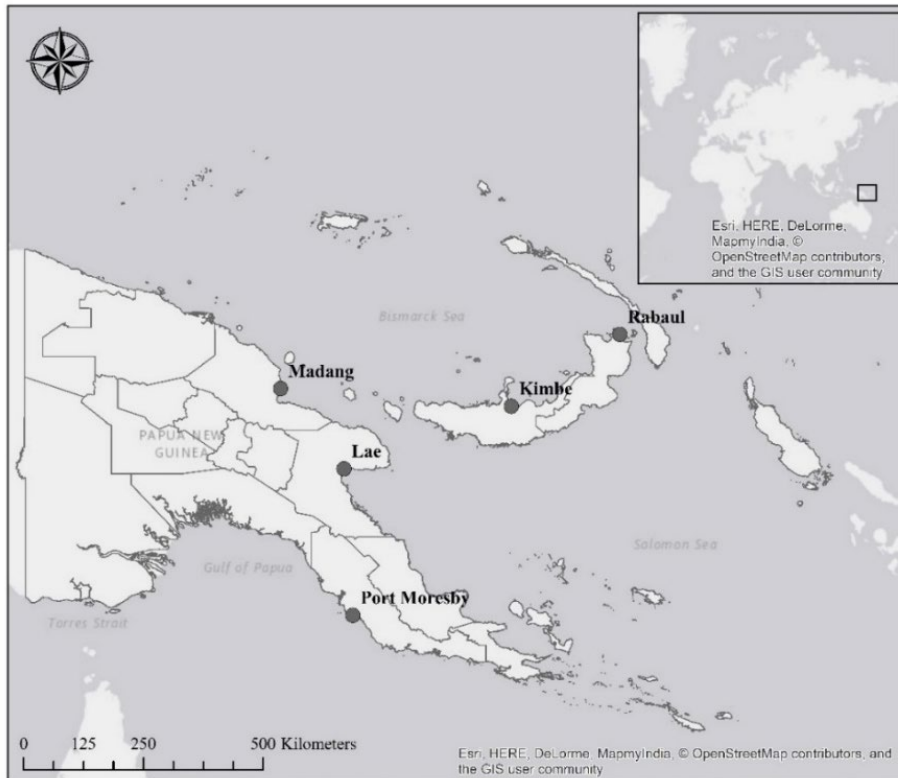 Esri, HERE, DeLorme,
MapmyIndia, ©
OpenStreetMap contributors,
and the GIS user community
Bismarck Sea
Rabaul
Madang
Kimbe
PAPUA NEW
GUINEA
Lae
Solomon Sea
Gulf of Papua
Port Moresby
Torres Strait
0 125 250 500 Kilometers
Esri, HERE, DeLorme, MapmyIndia, © OpenStreetMap contributors, and
the GIS user community